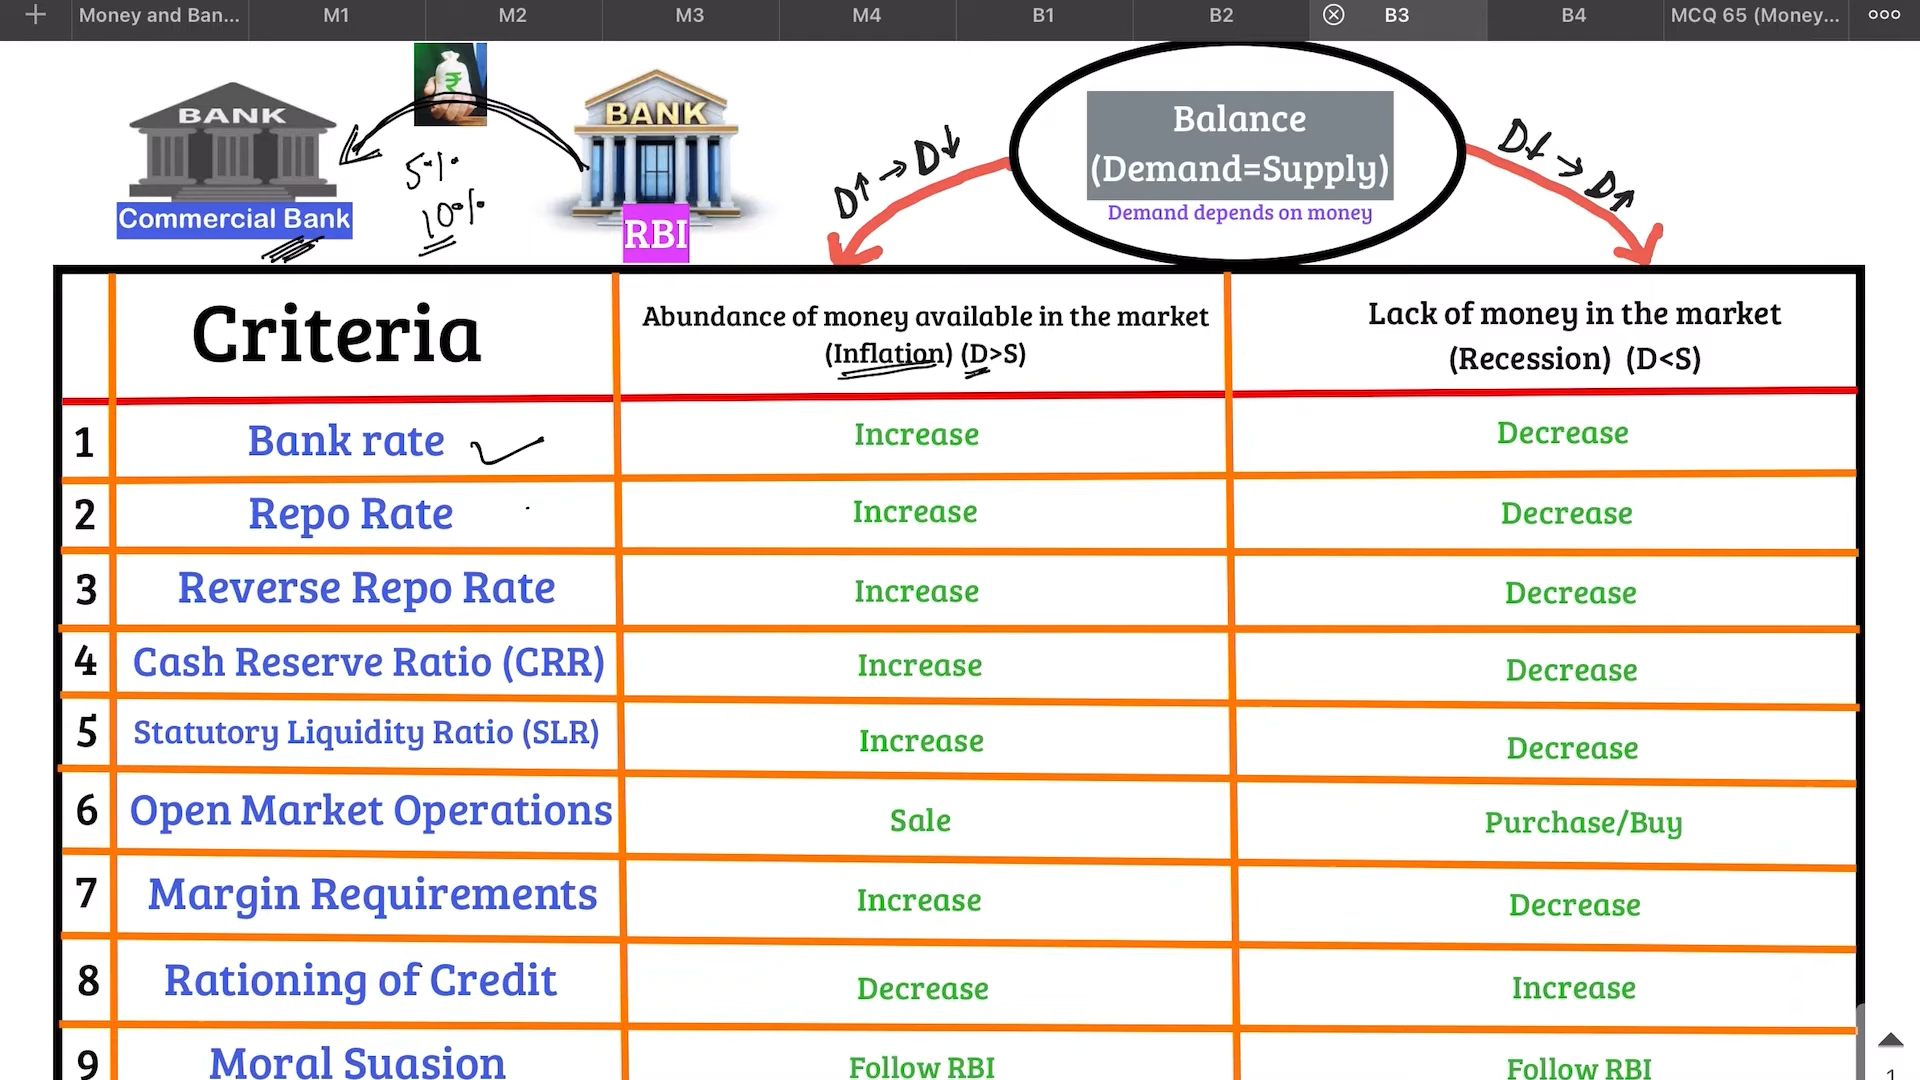 Money and Ban... M1 M2 M3 M4 B1 B2 B3 B4 MCQ 65 (Money...
BANK
Commercial Bank
5%
10%
₹
BANK
RBI
D↑ → D↓
Balance
(Demand=Supply)
Demand depends on money
D↓ → D↑
Criteria
Abundance of money available in the market
(Inflation) (D>S)
Lack of money in the market
(Recession) (D<S)
1 Bank rate Increase Decrease
2 Repo Rate Increase Decrease
3 Reverse Repo Rate Increase Decrease
4 Cash Reserve Ratio (CRR) Increase Decrease
5 Statutory Liquidity Ratio (SLR) Increase Decrease
6 Open Market Operations Sale Purchase/Buy
7 Margin Requirements Increase Decrease
8 Rationing of Credit Decrease Increase
9 Moral Suasion Follow RBI Follow RBI